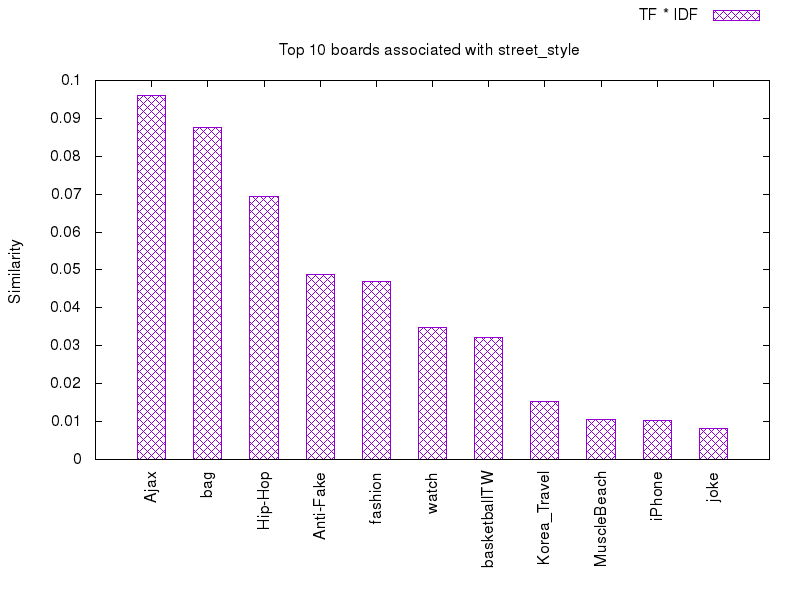 TF * IDF
Top 10 boards associated with street_style
Similarity
0.1
0.09
0.08
0.07
0.06
0.05
0.04
0.03
0.02
0.01
0
Ajax
bag
Hip-Hop
Anti-Fake
fashion
watch
basketballTW
Korea_Travel
MuscleBeach
iPhone
joke